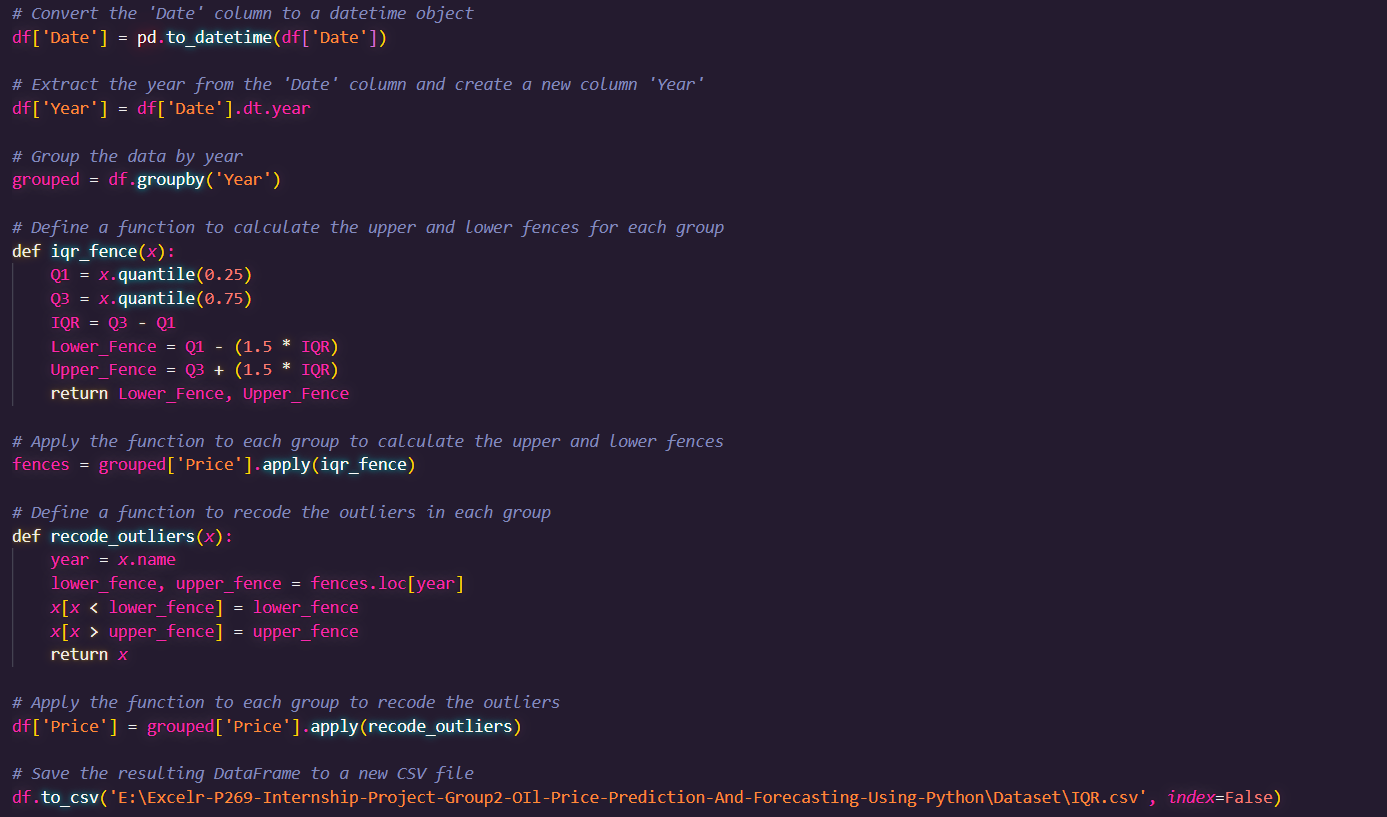 # Convert the 'Date' column to a datetime object
df['Date'] = pd.to_datetime(df['Date'])
# Extract the year from the 'Date' column and create a new column 'Year'
df['Year'] = df['Date'].dt.year
# Group the data by year
grouped = df.groupby('Year')
# Define a function to calculate the upper and lower fences for each group
def iqr_fence(x):
    Q1 = x.quantile(0.25)
    Q3 = x.quantile(0.75)
    IQR = Q3 - Q1
    Lower_Fence = Q1 - (1.5 * IQR)
    Upper_Fence = Q3 + (1.5 * IQR)
    return Lower_Fence, Upper_Fence
# Apply the function to each group to calculate the upper and lower fences
fences = grouped['Price'].apply(iqr_fence)
# Define a function to recode the outliers in each group
def recode_outliers(x):
    year = x.name
    lower_fence, upper_fence = fences.loc[year]
    x[x < lower_fence] = lower_fence
    x[x > upper_fence] = upper_fence
    return x
# Apply the function to each group to recode the outliers
df['Price'] = grouped['Price'].apply(recode_outliers)
# Save the resulting DataFrame to a new CSV file
df.to_csv('E:\Excelr-P269-Internship-Project-Group2-OIl-Price-Prediction-And-Forecasting-Using-Python\Dataset\IQR.csv', index=False)